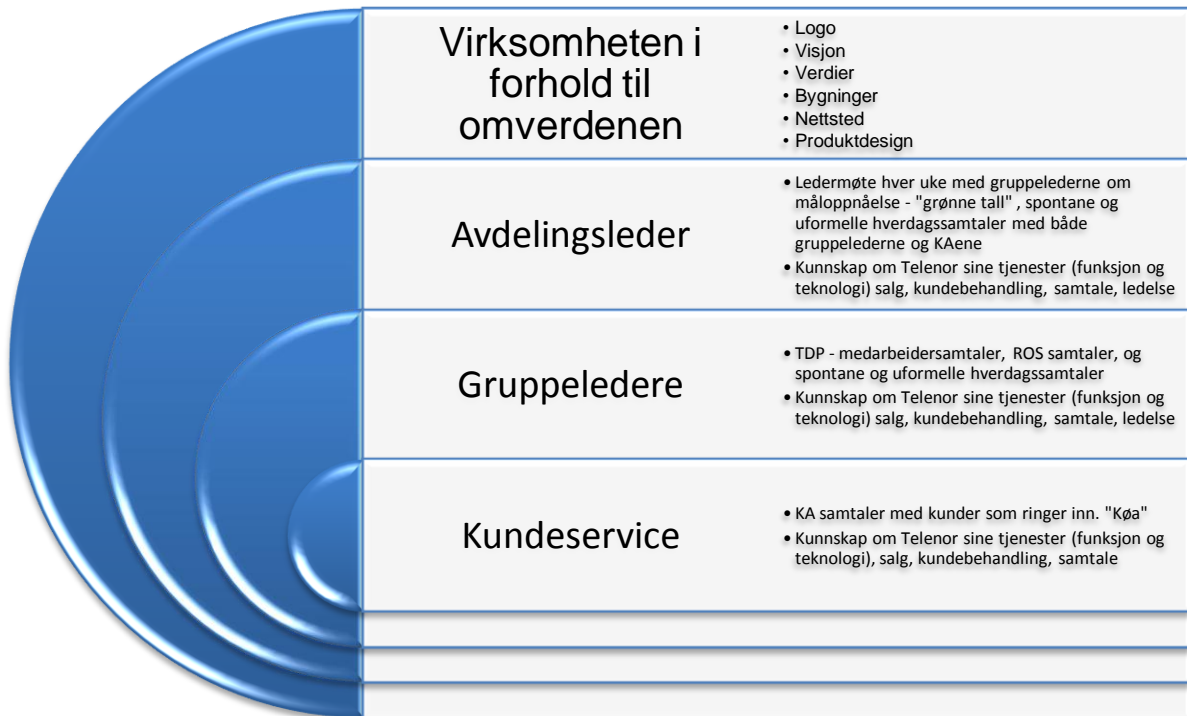 Virksomheten i
forhold til
omverdenen
• Logo
• Visjon
• Verdier
• Bygninger
• Nettsted
• Produktdesign
Avdelingsleder
• Ledermøte hver uke med gruppelederne om
måloppnåelse - "grønne tall" , spontane og
uformelle hverdagssamtaler med både
gruppelederne og KAene
• Kunnskap om Telenor sine tjenester (funksjon og
teknologi) salg, kundebehandling, samtale, ledelse
Gruppeledere
• TDP - medarbeidersamtaler, ROS samtaler, og
spontane og uformelle hverdagssamtaler
• Kunnskap om Telenor sine tjenester (funksjon og
teknologi) salg, kundebehandling, samtale, ledelse
Kundeservice
• KA samtaler med kunder som ringer inn. "Køa"
• Kunnskap om Telenor sine tjenester (funksjon og
teknologi), salg, kundebehandling, samtale